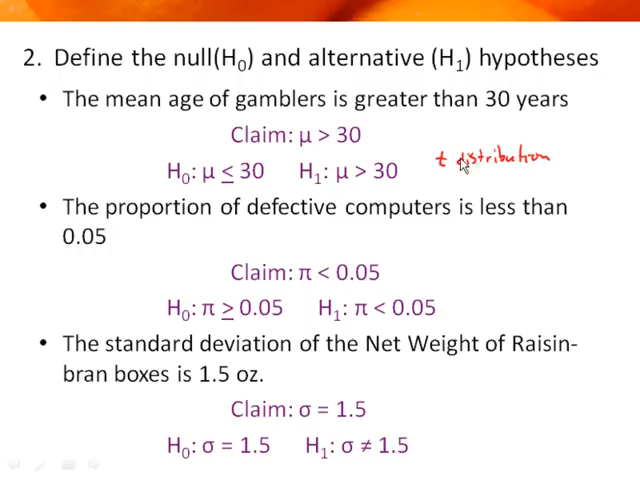 2. Define the null(H₀) and alternative (H₁) hypotheses
• The mean age of gamblers is greater than 30 years
Claim: μ > 30
H₀: μ ≤ 30 H₁: μ > 30
t distribution
• The proportion of defective computers is less than
0.05
Claim: π < 0.05
H₀: π ≥ 0.05 H₁: π < 0.05
• The standard deviation of the Net Weight of Raisin-
bran boxes is 1.5 oz.
Claim: σ = 1.5
H₀: σ = 1.5 H₁: σ ≠ 1.5